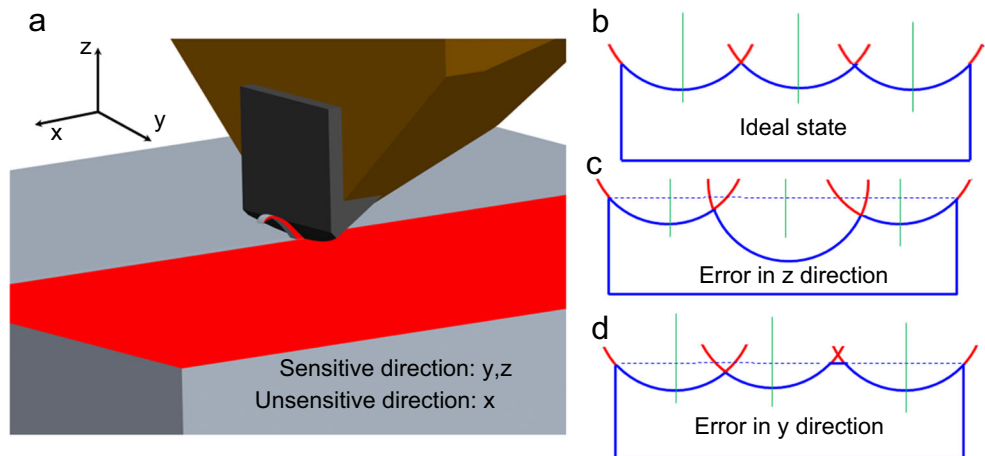 a
z
x
y
Sensitive direction: y,z
Unsensitive direction: x
b
Ideal state
c
Error in z direction
d
Error in y direction